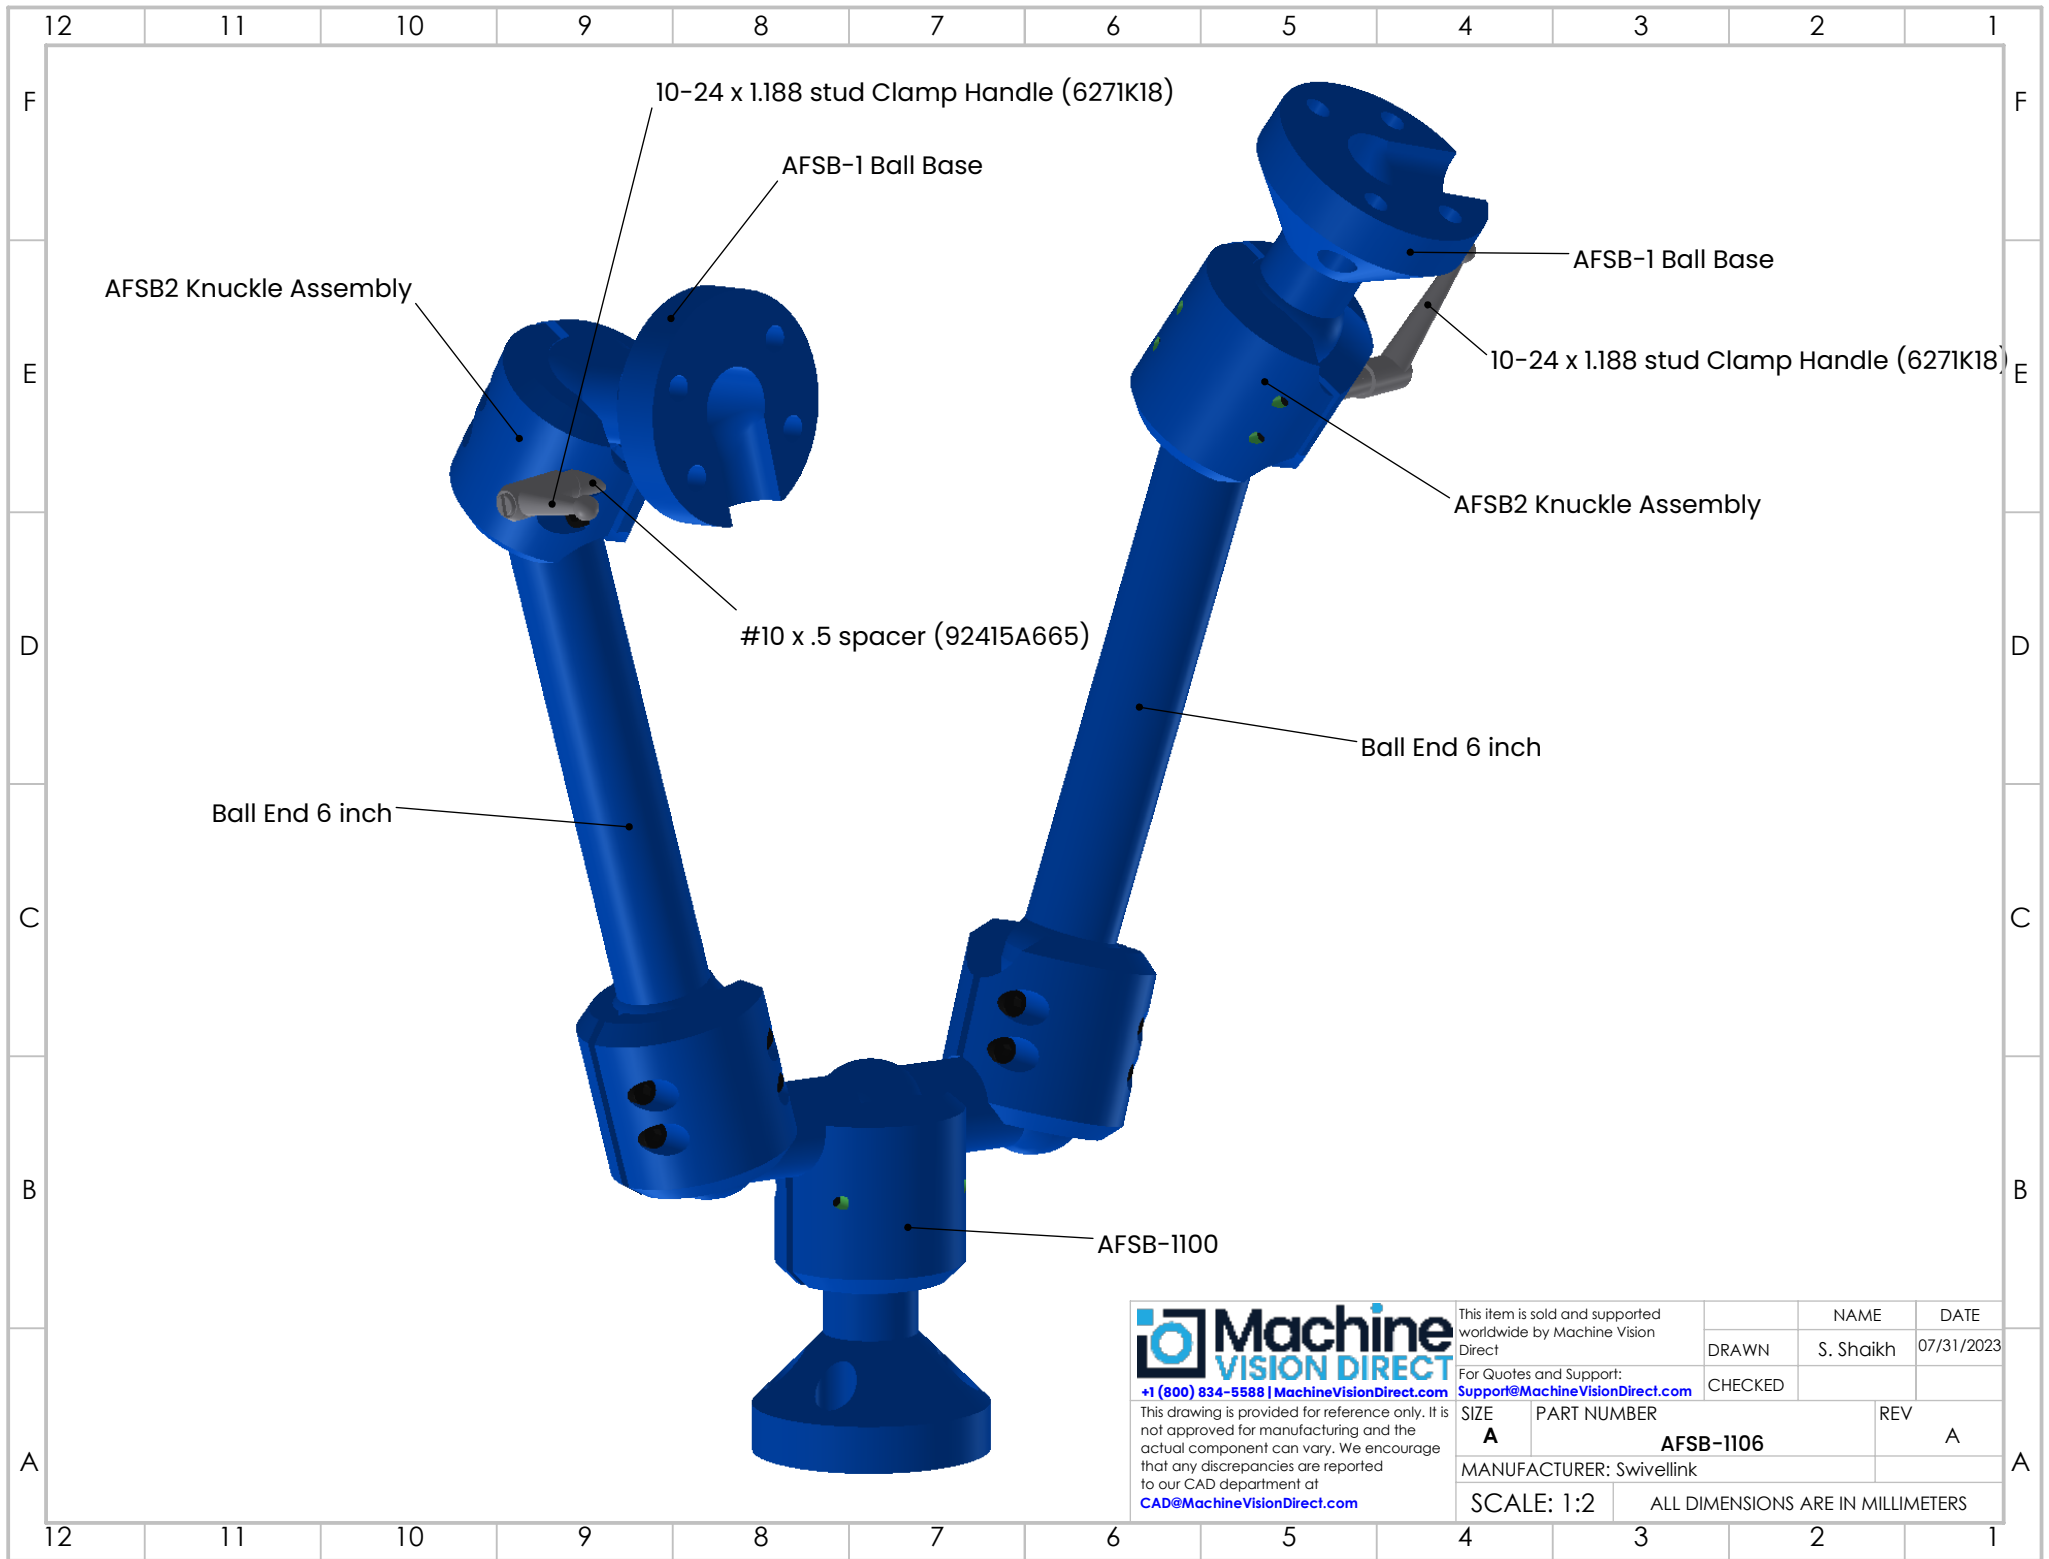 12 11 10 9 8 7 6 5 4 3 2 1
F F
10-24 x 1.188 stud Clamp Handle (6271K18)
AFSB-1 Ball Base
AFSB-1 Ball Base
AFSB2 Knuckle Assembly
10-24 x 1.188 stud Clamp Handle (6271K18)
E E
AFSB2 Knuckle Assembly
#10 x .5 spacer (92415A665)
D D
Ball End 6 inch
Ball End 6 inch
C C
B B
AFSB-1100
Machine
VISION DIRECT
+1 (800) 834-5588 | MachineVisionDirect.com
This item is sold and supported
worldwide by Machine Vision
Direct
For Quotes and Support:
Support@MachineVisionDirect.com
NAME DATE
DRAWN S. Shaikh 07/31/2023
CHECKED
This drawing is provided for reference only. It is
not approved for manufacturing and the
actual component can vary. We encourage
that any discrepancies are reported
to our CAD department at
CAD@MachineVisionDirect.com
SIZE PART NUMBER REV
A AFSB-1106 A
MANUFACTURER: Swivellink
SCALE: 1:2 ALL DIMENSIONS ARE IN MILLIMETERS
A A
12 11 10 9 8 7 6 5 4 3 2 1